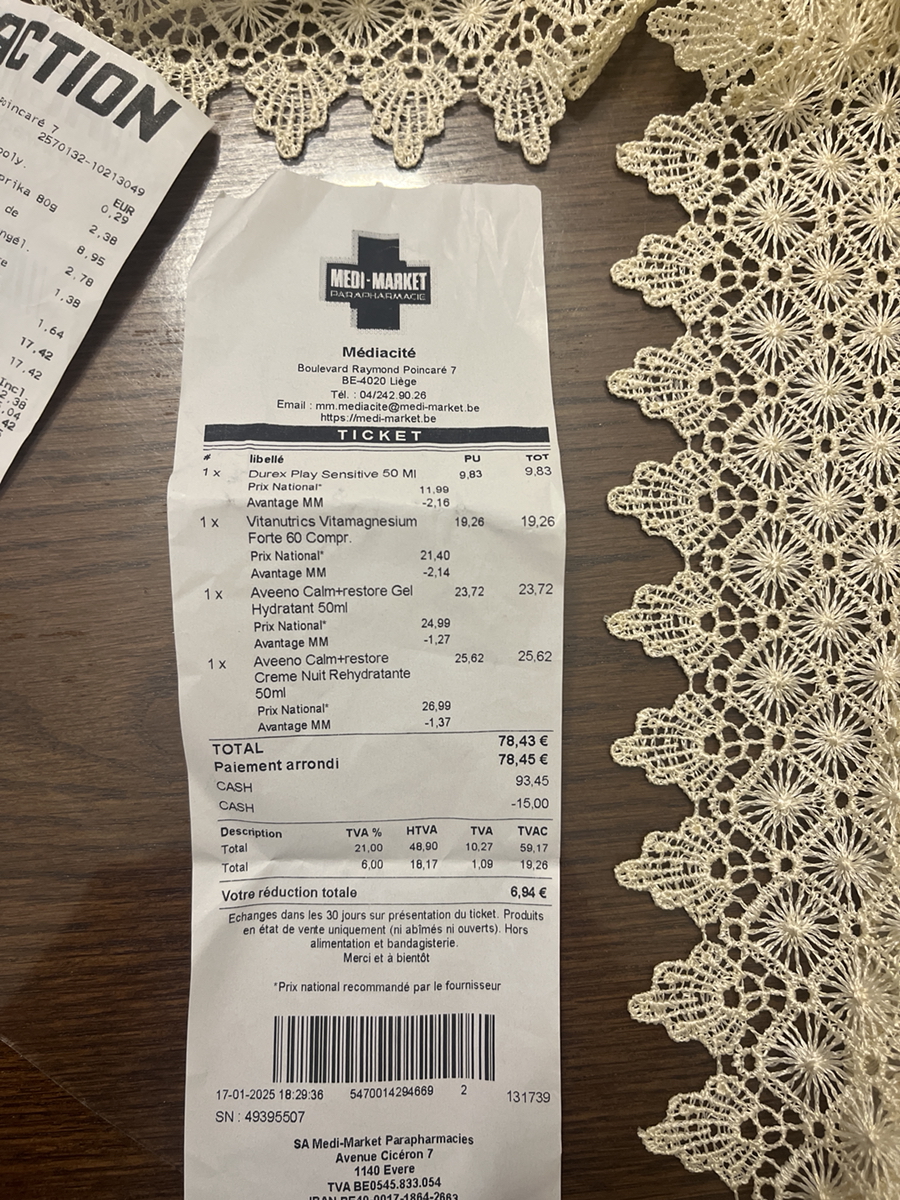 ACTION
2570132-10213049
EUR
0.29
80g 2.38
de 8.95
2.78
1.38
1.64
17.42
17.42
MEDI-MARKET
PARAPHARMACIE
Médiacité
Boulevard Raymond Poincaré 7
BE-4020 Liège
Tél. : 04/242.90.26
Email : mm.mediacite@medi-market.be
https://medi-market.be
TICKET
# libellé PU TOT
1 x Durex Play Sensitive 50 Ml 9,83 9,83
Prix National* 11,99
Avantage MM -2,16
1 x Vitanutrics Vitamagnesium 19,26 19,26
Forte 60 Compr.
Prix National* 21,40
Avantage MM -2,14
1 x Aveeno Calm+restore Gel 23,72 23,72
Hydratant 50ml
Prix National* 24,99
Avantage MM -1,27
1 x Aveeno Calm+restore 25,62 25,62
Creme Nuit Rehydratante
50ml
Prix National* 26,99
Avantage MM -1,37
TOTAL 78,43 €
Paiement arrondi 78,45 €
CASH 93,45
CASH -15,00
Description TVA % HTVA TVA TVAC
Total 21,00 48,90 10,27 59,17
Total 6,00 18,17 1,09 19,26
Votre réduction totale 6,94 €
Echanges dans les 30 jours sur présentation du ticket. Produits
en état de vente uniquement (ni abîmés ni ouverts). Hors
alimentation et bandagisterie.
Merci et à bientôt
*Prix national recommandé par le fournisseur
17-01-2025 18:29:36 5470014294669 2 131739
SN : 49395507
SA Medi-Market Parapharmacies
Avenue Cicéron 7
1140 Evere
TVA BE0545.833.054
IBAN BE40-0017-1864-2663